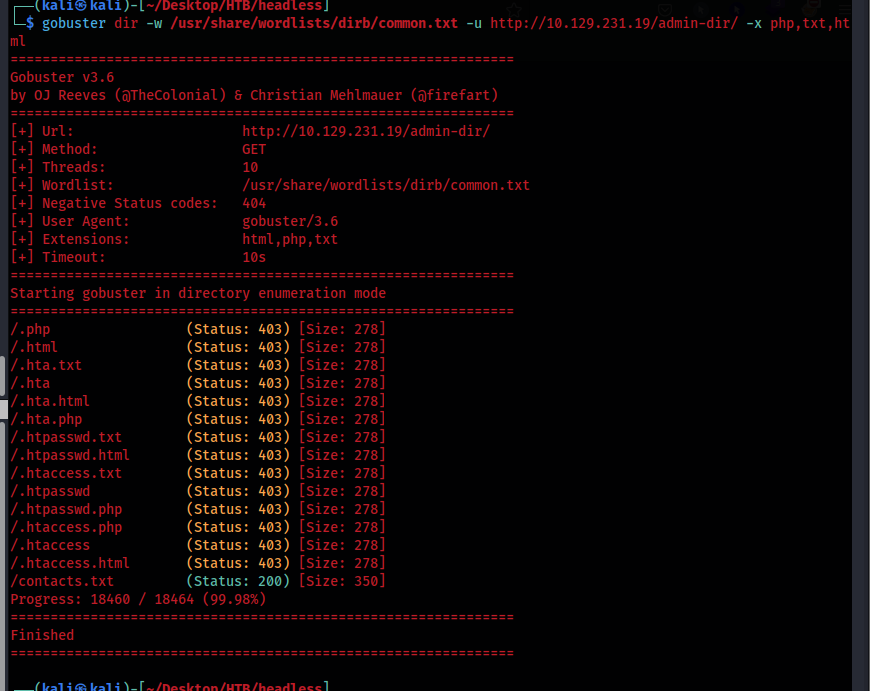 ┌──(kali㉿kali)-[~/Desktop/HTB/headless]
└─$ gobuster dir -w /usr/share/wordlists/dirb/common.txt -u http://10.129.231.19/admin-dir/ -x php,txt,ht
ml
===============================================================
Gobuster v3.6
by OJ Reeves (@TheColonial) & Christian Mehlmauer (@firefart)
===============================================================
[+] Url:                     http://10.129.231.19/admin-dir/
[+] Method:                  GET
[+] Threads:                 10
[+] Wordlist:                /usr/share/wordlists/dirb/common.txt
[+] Negative Status codes:   404
[+] User Agent:              gobuster/3.6
[+] Extensions:              html,php,txt
[+] Timeout:                 10s
===============================================================
Starting gobuster in directory enumeration mode
===============================================================
/.php                 (Status: 403) [Size: 278]
/.html                (Status: 403) [Size: 278]
/.hta.txt             (Status: 403) [Size: 278]
/.hta                 (Status: 403) [Size: 278]
/.hta.html            (Status: 403) [Size: 278]
/.hta.php             (Status: 403) [Size: 278]
/.htpasswd.txt        (Status: 403) [Size: 278]
/.htpasswd.html       (Status: 403) [Size: 278]
/.htaccess.txt        (Status: 403) [Size: 278]
/.htpasswd            (Status: 403) [Size: 278]
/.htpasswd.php        (Status: 403) [Size: 278]
/.htaccess.php        (Status: 403) [Size: 278]
/.htaccess            (Status: 403) [Size: 278]
/.htaccess.html       (Status: 403) [Size: 278]
/contacts.txt         (Status: 200) [Size: 350]
Progress: 18460 / 18464 (99.98%)
===============================================================
Finished
===============================================================
┌──(kali㉿kali)-[~/Desktop/HTB/headless]